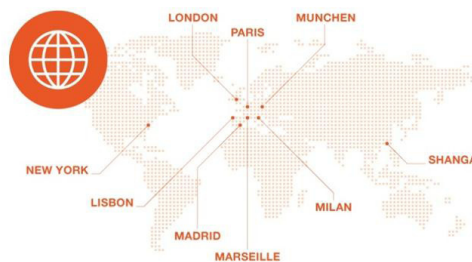 LONDON
MUNCHEN
PARIS
NEW YORK
SHANGA
LISBON
MILAN
MADRID
MARSEILLE